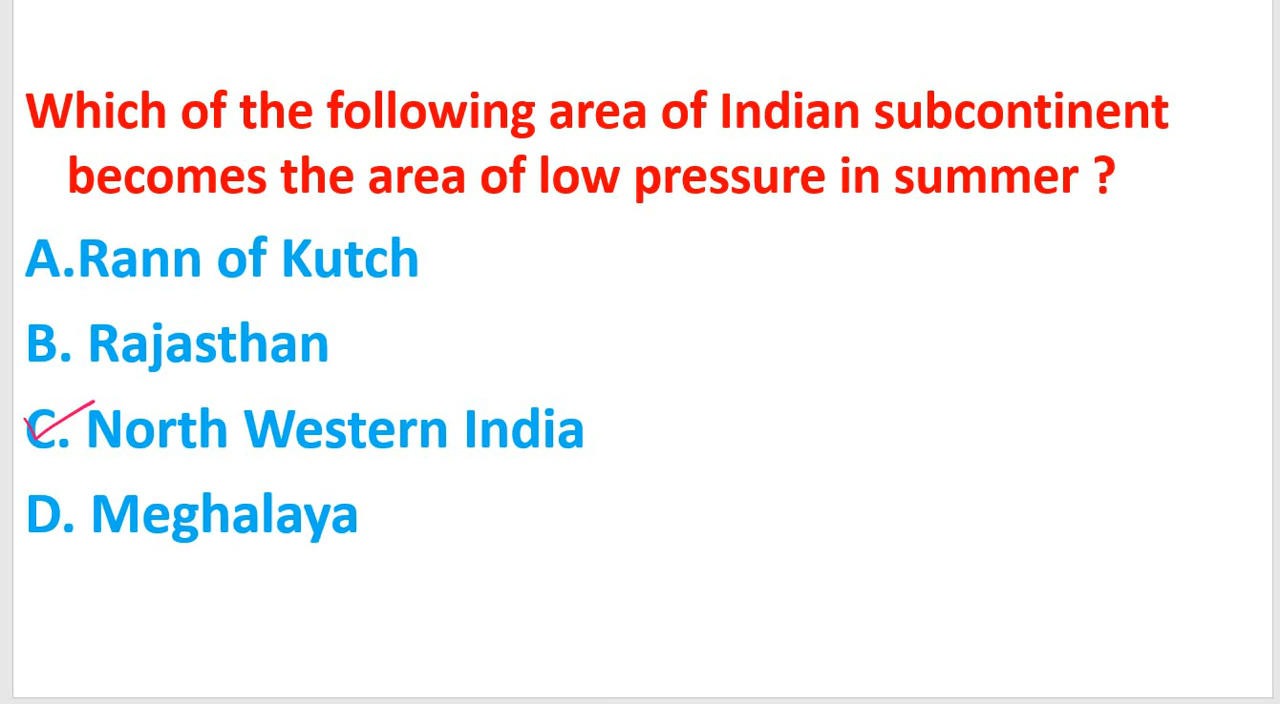 Which of the following area of Indian subcontinent
becomes the area of low pressure in summer ?
A.Rann of Kutch
B. Rajasthan
C. North Western India
D. Meghalaya